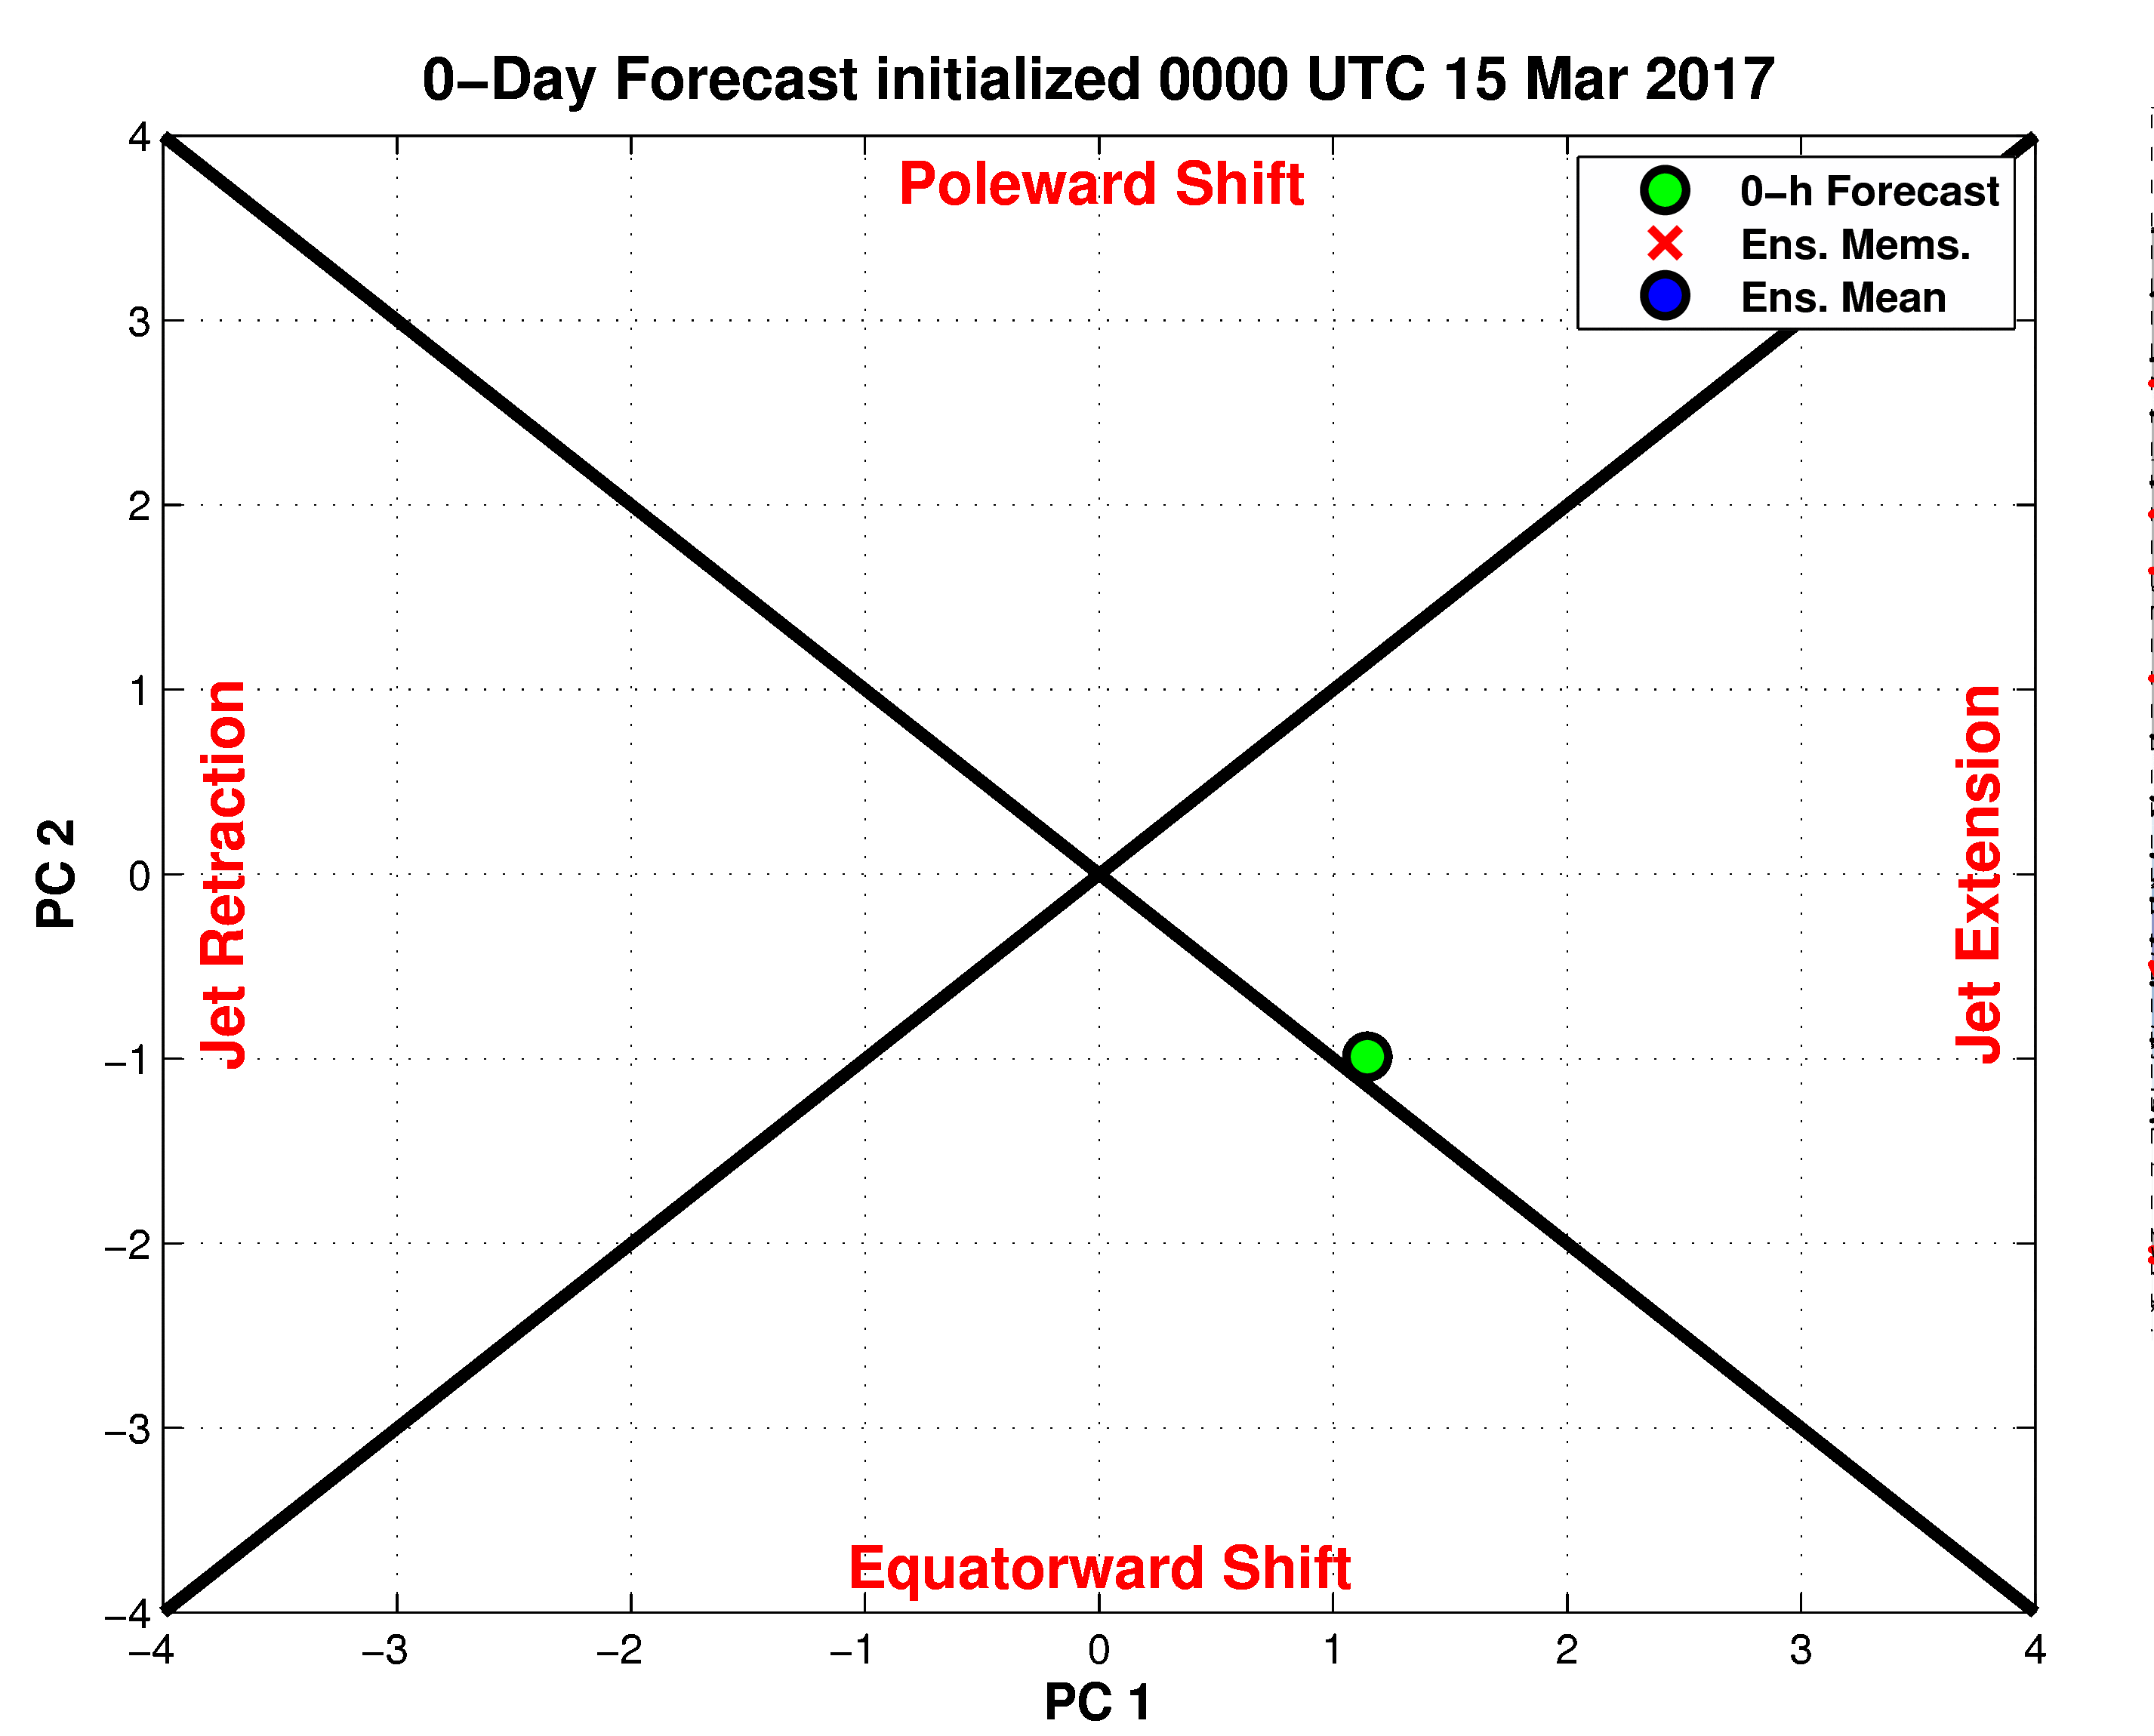 0−Day Forecast initialized 0000 UTC 15 Mar 2017
4
3
2
1
0
−1
−2
−3
−4
PC 2
Poleward Shift
0−h Forecast
Ens. Mems.
Ens. Mean
Jet Retraction
Jet Extension
Equatorward Shift
−4
−3
−2
−1
0
1
2
3
4
PC 1